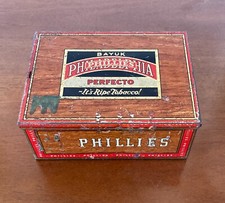 BAYUK
PHILADELPHIA
PERFECTO
It's Ripe Tobacco!
PHILLIES